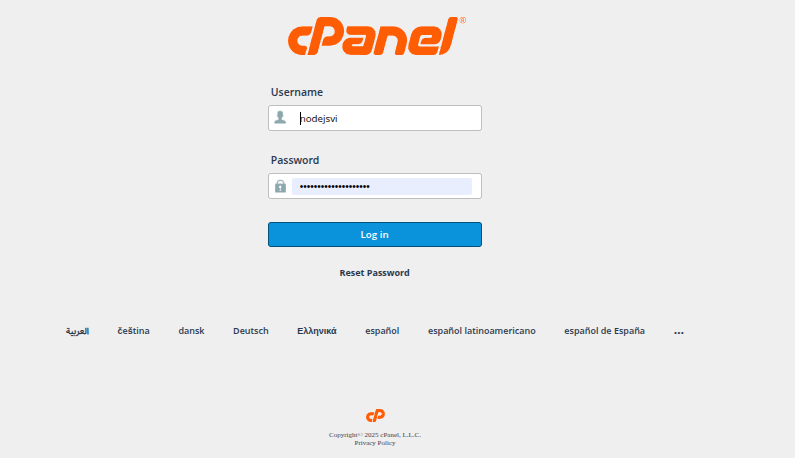 cPanel®
Username
nodejsvi
Password
••••••••••••••••••••
Log in
Reset Password
العربية čeština dansk Deutsch Ελληνικά español español latinoamericano español de España ...
cP
Copyright© 2025 cPanel, L.L.C.
Privacy Policy